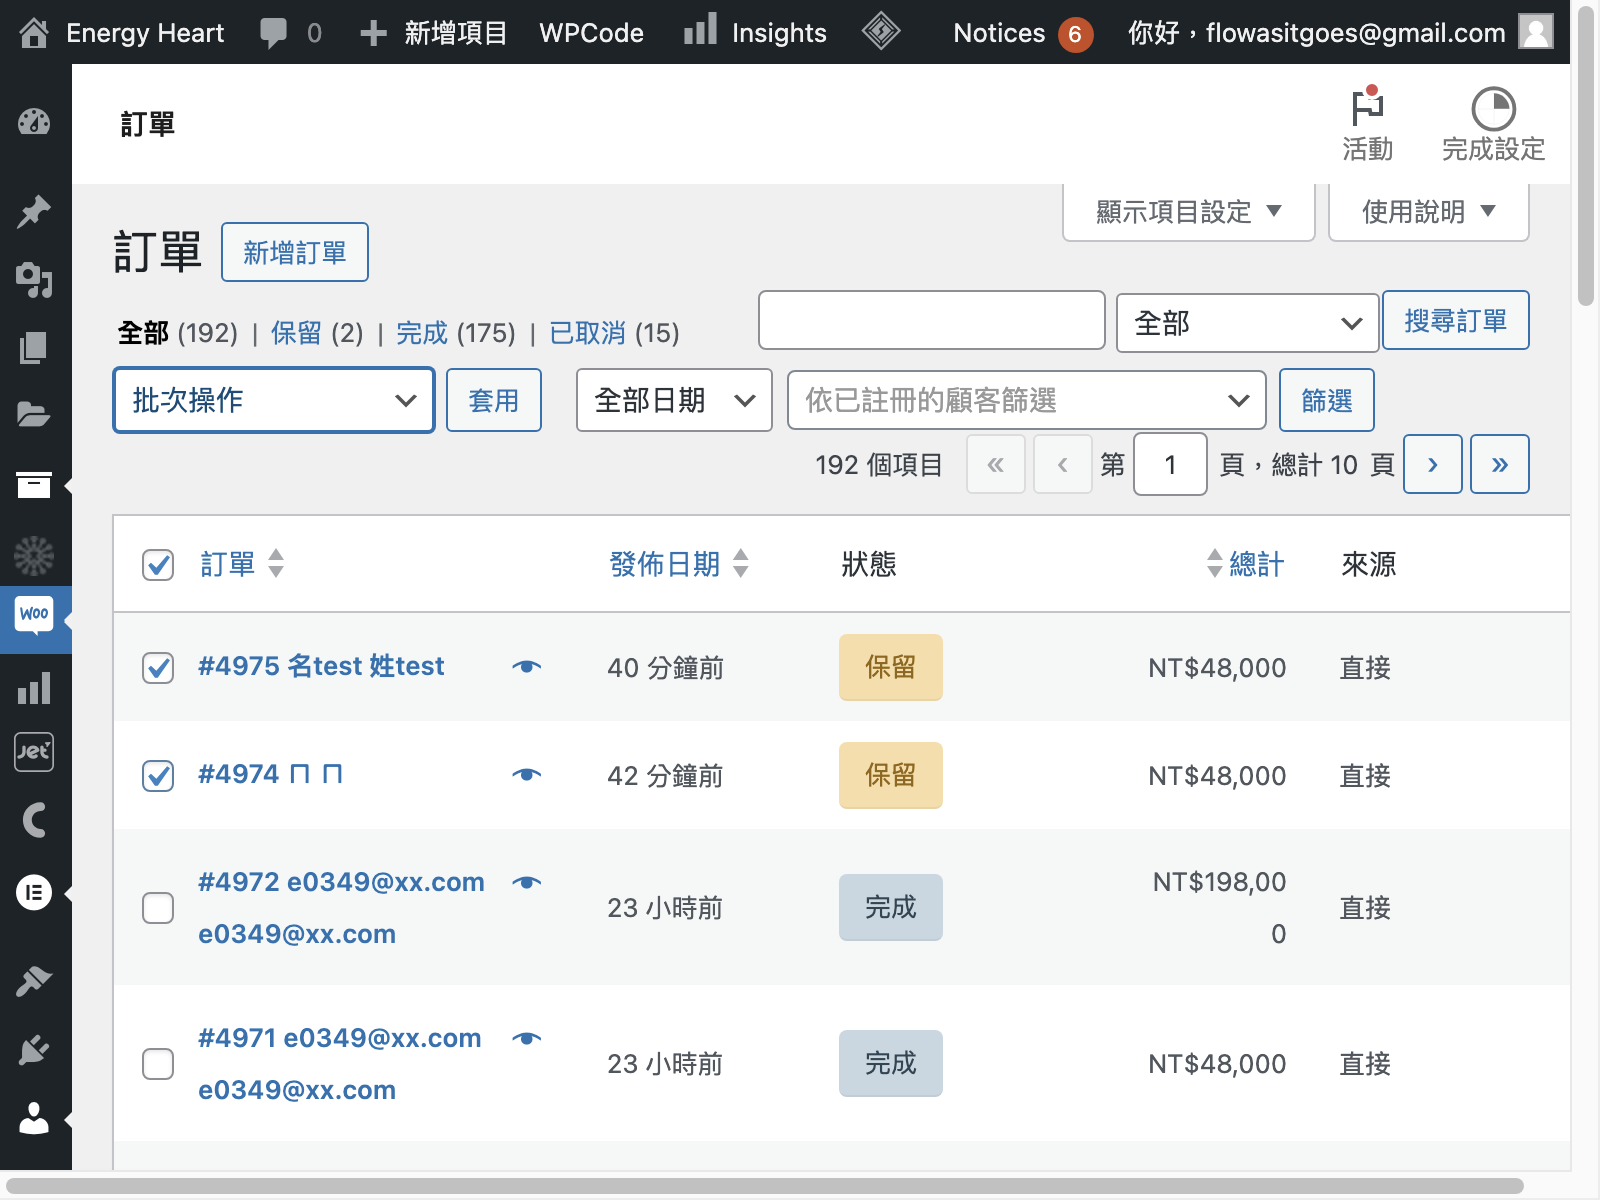 Energy Heart 0 新增項目 WPCode Insights Notices 6 你好，flowasitgoes@gmail.com
訂單
活動
完成設定
顯示項目設定 ▼
使用說明 ▼
訂單 新增訂單
全部 (192) | 保留 (2) | 完成 (175) | 已取消 (15)
全部
搜尋訂單
批次操作
套用
全部日期
依已註冊的顧客篩選
篩選
192 個項目 « ‹ 第 1 頁，總計 10 頁 › »
訂單 發佈日期 狀態 總計 來源
#4975 名test 姓test 40 分鐘前 保留 NT$48,000 直接
#4974 ㄇ ㄇ 42 分鐘前 保留 NT$48,000 直接
#4972 e0349@xx.com e0349@xx.com 23 小時前 完成 NT$198,000 直接
#4971 e0349@xx.com e0349@xx.com 23 小時前 完成 NT$48,000 直接
Woo
Jet